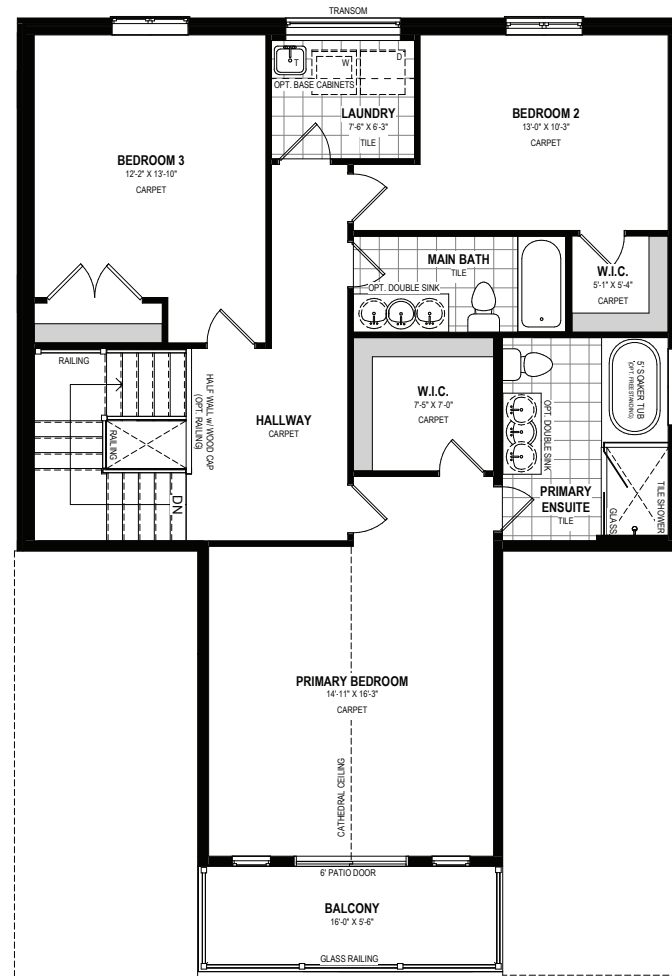 TRANSOM
T
W
D
OPT. BASE CABINETS
LAUNDRY
7'-6" X 6'-3"
TILE
BEDROOM 2
13'-0" X 10'-3"
CARPET
BEDROOM 3
12'-2" X 13'-10"
CARPET
MAIN BATH
TILE
OPT. DOUBLE SINK
W.I.C.
5'-1" X 5'-4"
CARPET
RAILING
RAILING
DN
HALF WALL w/ WOOD CAP
(OPT. RAILING)
HALLWAY
CARPET
W.I.C.
7'-5" X 7'-0"
CARPET
OPT. DOUBLE SINK
5' SOAKER TUB
(OPT. FREESTANDING)
PRIMARY
ENSUITE
TILE
GLASS
TILE SHOWER
PRIMARY BEDROOM
14'-11" X 16'-3"
CARPET
CATHEDRAL CEILING
6' PATIO DOOR
BALCONY
16'-0" X 5'-6"
GLASS RAILING